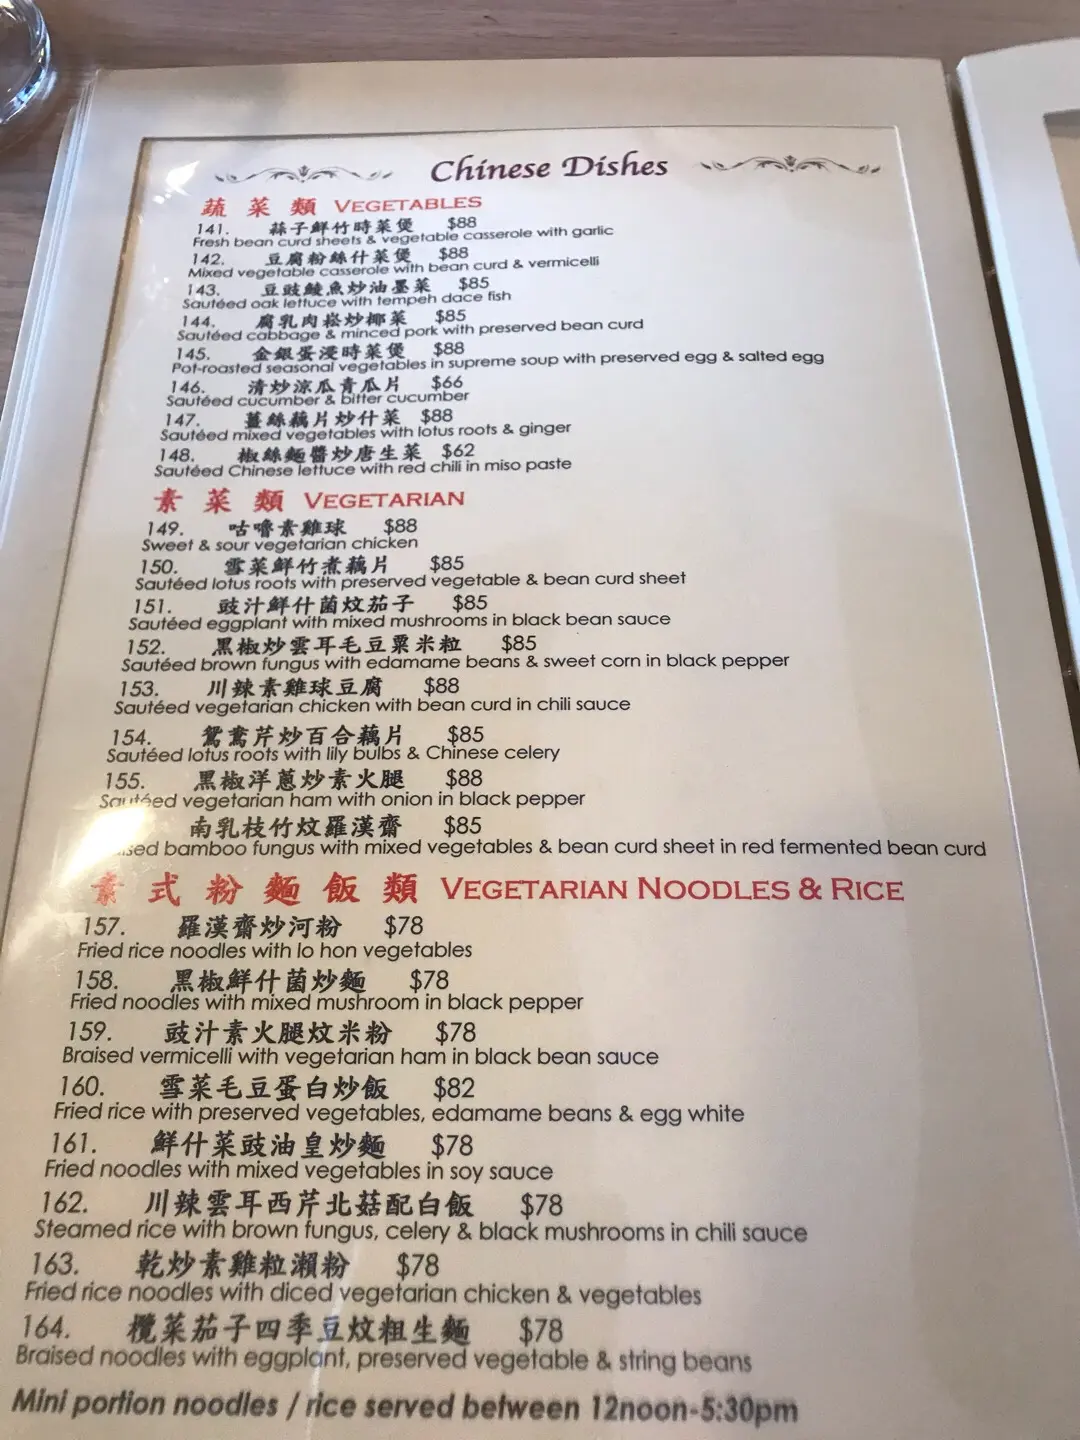 Chinese Dishes
蔬菜類 VEGETABLES
141. 蒜子鮮竹時菜煲 $88
Fresh bean curd sheets & vegetable casserole with garlic
142. 豆腐粉絲什菜煲 $88
Mixed vegetable casserole with bean curd & vermicelli
143. 豆豉鯪魚炒油墨菜 $85
Sautéed oak lettuce with tempeh dace fish
144. 腐乳肉崧炒椰菜 $85
Sautéed cabbage & minced pork with preserved bean curd
145. 金銀蛋浸時菜煲 $88
Pot-roasted seasonal vegetables in supreme soup with preserved egg & salted egg
146. 清炒涼瓜青瓜片 $66
Sautéed cucumber & bitter cucumber
147. 薑絲藕片炒什菜 $88
Sautéed mixed vegetables with lotus roots & ginger
148. 椒絲麵醬炒唐生菜 $62
Sautéed Chinese lettuce with red chili in miso paste
素菜類 VEGETARIAN
149. 咕嚕素雞球 $88
Sweet & sour vegetarian chicken
150. 雪菜鮮竹煮藕片 $85
Sautéed lotus roots with preserved vegetable & bean curd sheet
151. 豉汁鮮什菌炆茄子 $85
Sautéed eggplant with mixed mushrooms in black bean sauce
152. 黑椒炒雲耳毛豆粟米粒 $85
Sautéed brown fungus with edamame beans & sweet corn in black pepper
153. 川辣素雞球豆腐 $88
Sautéed vegetarian chicken with bean curd in chili sauce
154. 鴛鴦芹炒百合藕片 $85
Sautéed lotus roots with lily bulbs & Chinese celery
155. 黑椒洋蔥炒素火腿 $88
Sautéed vegetarian ham with onion in black pepper
南乳枝竹炆羅漢齋 $85
bamboo fungus with mixed vegetables & bean curd sheet in red fermented bean curd
素式粉麵飯類 VEGETARIAN NOODLES & RICE
157. 羅漢齋炒河粉 $78
Fried rice noodles with lo hon vegetables
158. 黑椒鮮什菌炒麵 $78
Fried noodles with mixed mushroom in black pepper
159. 豉汁素火腿炆米粉 $78
Braised vermicelli with vegetarian ham in black bean sauce
160. 雪菜毛豆蛋白炒飯 $82
Fried rice with preserved vegetables, edamame beans & egg white
161. 鮮什菜豉油皇炒麵 $78
Fried noodles with mixed vegetables in soy sauce
162. 川辣雲耳西芹北菇配白飯 $78
Steamed rice with brown fungus, celery & black mushrooms in chili sauce
163. 乾炒素雞粒瀨粉 $78
Fried rice noodles with diced vegetarian chicken & vegetables
164. 欖菜茄子四季豆炆粗生麵 $78
Braised noodles with eggplant, preserved vegetable & string beans
Mini portion noodles / rice served between 12noon-5:30pm